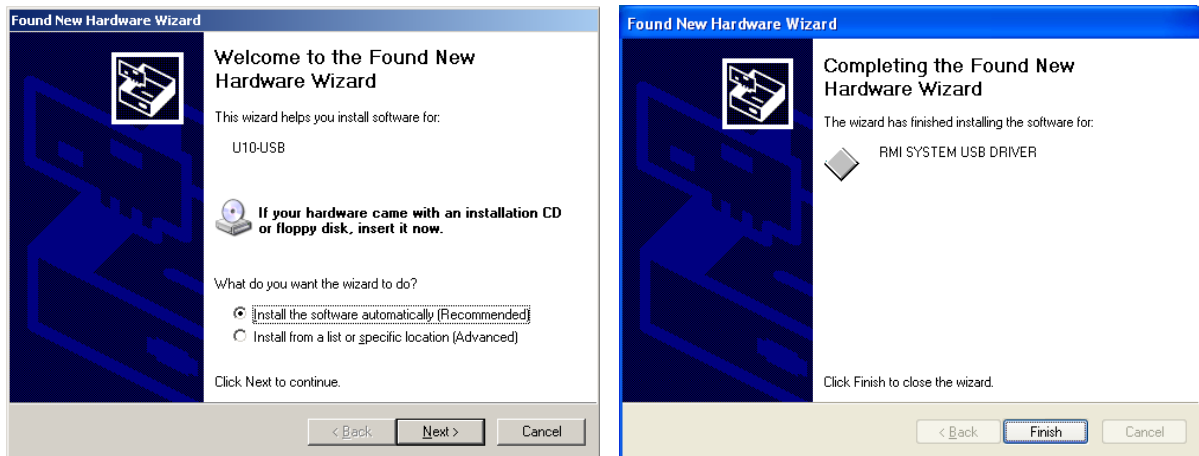 Found New Hardware Wizard
Welcome to the Found New
Hardware Wizard
This wizard helps you install software for:
U10-USB
If your hardware came with an installation CD
or floppy disk, insert it now.
What do you want the wizard to do?
Install the software automatically (Recommended)
Install from a list or specific location (Advanced)
Click Next to continue.
< Back
Next >
Cancel
Found New Hardware Wizard
Completing the Found New
Hardware Wizard
The wizard has finished installing the software for:
RMI SYSTEM USB DRIVER
Click Finish to close the wizard.
< Back
Finish
Cancel